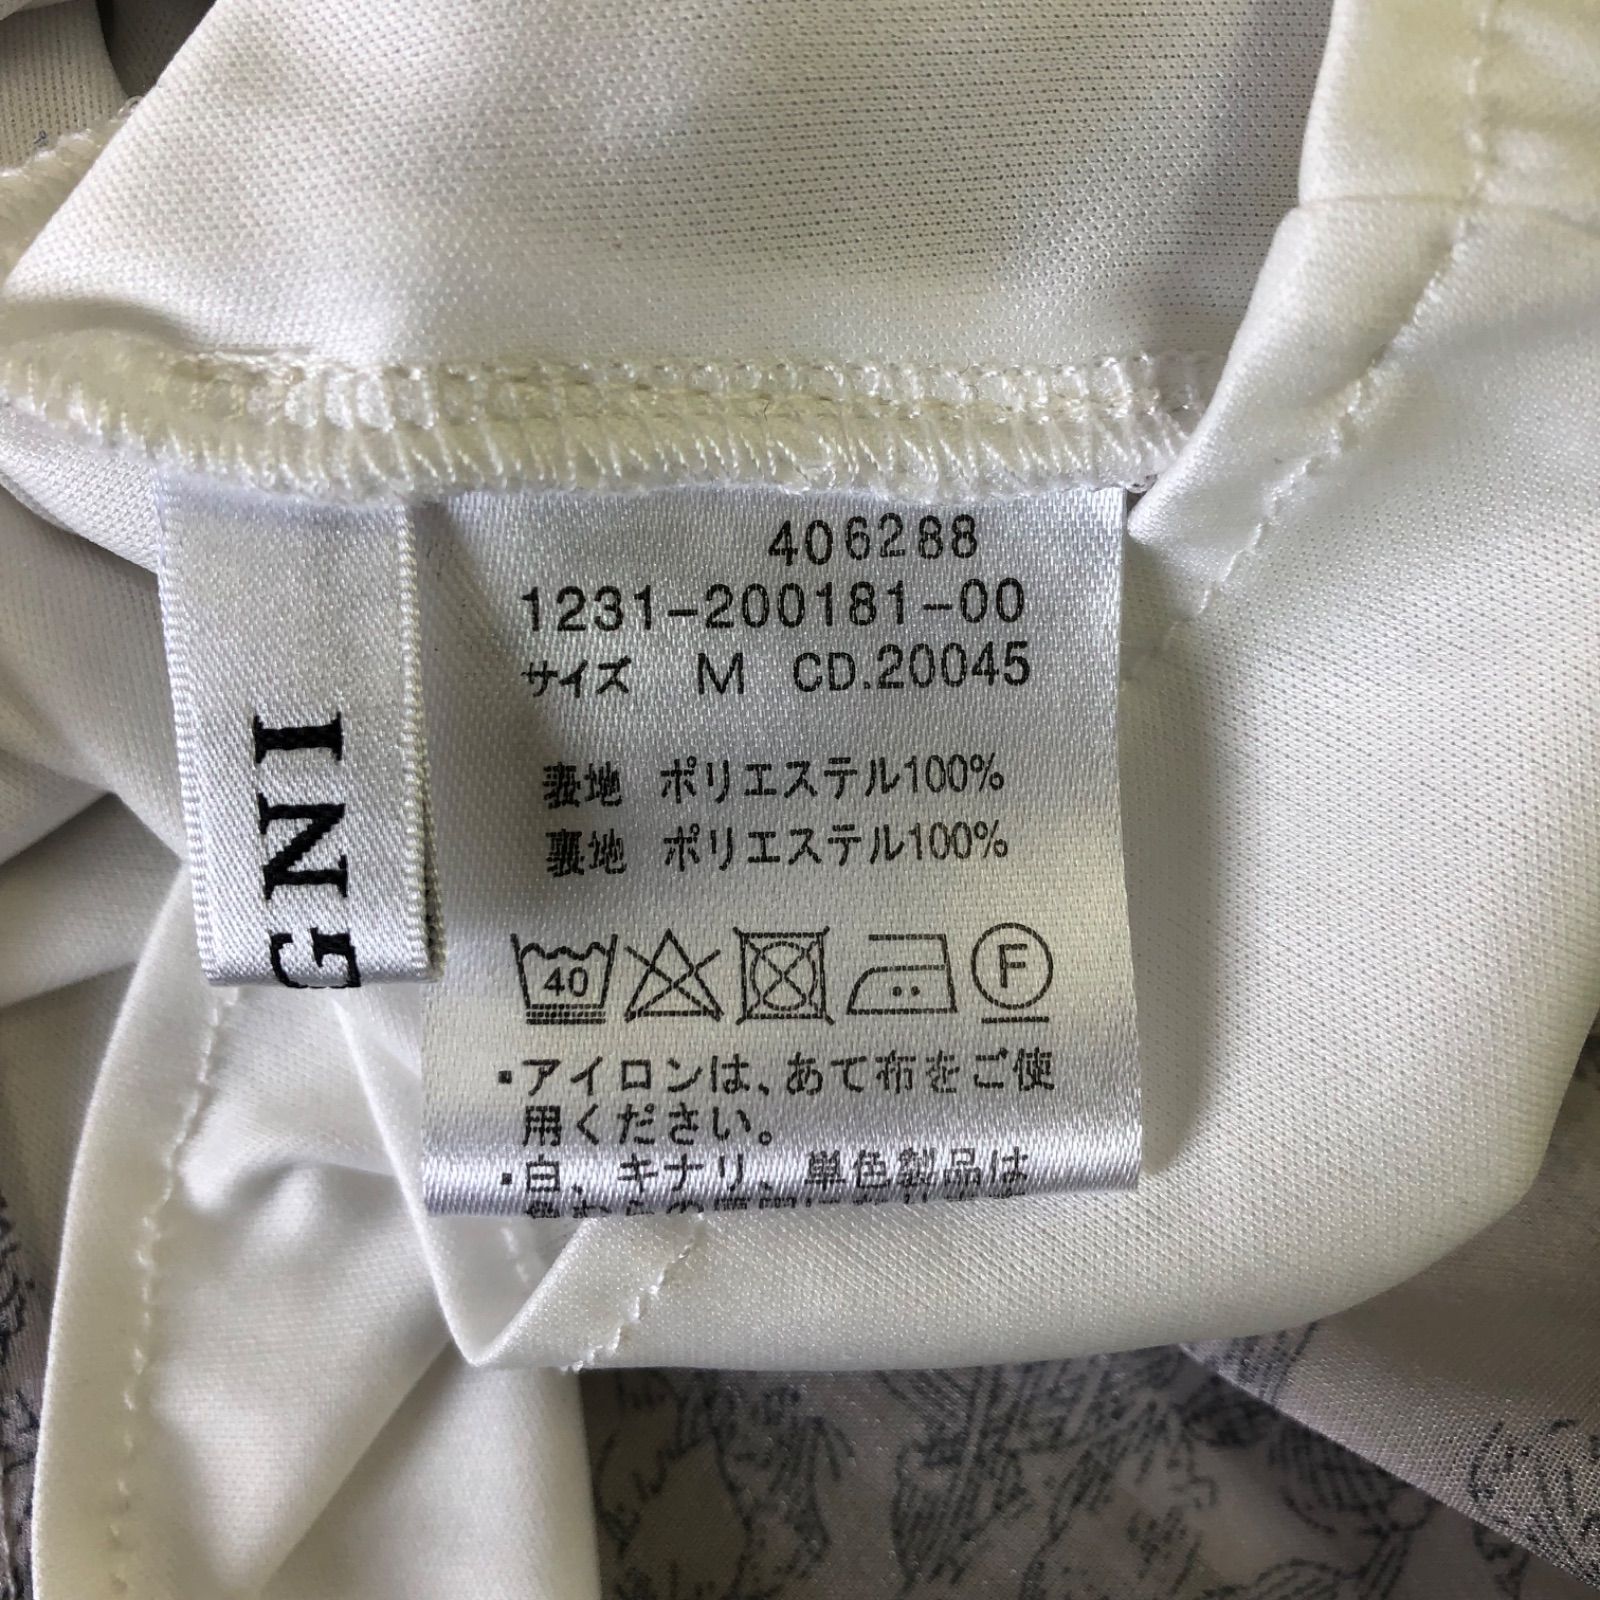 406288
1231-200181-00
サイズ M CD.20045
表地 ポリエステル100%
裏地 ポリエステル100%
40
F
・アイロンは、あて布をご使
用ください。
・白、キナリ、単色製品は
GNI